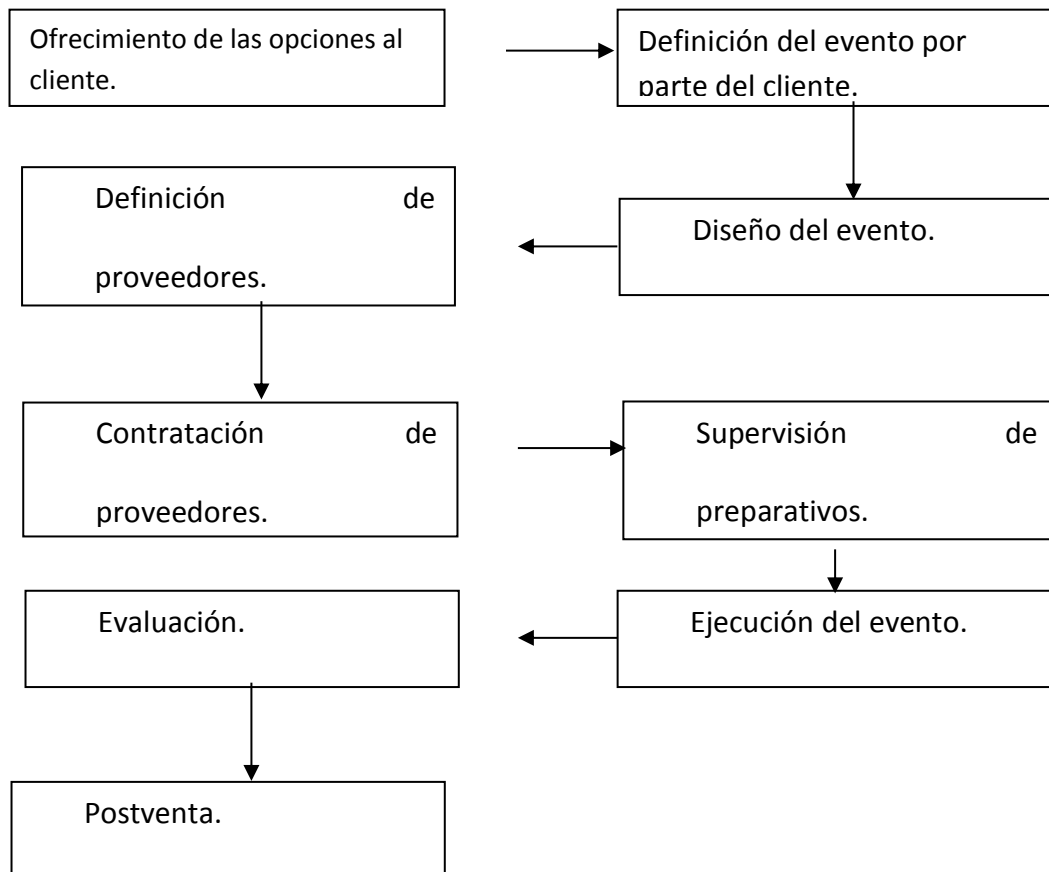 Ofrecimiento de las opciones al
cliente.
Definición del evento por
parte del cliente.
Diseño del evento.
Definición de
proveedores.
Contratación de
proveedores.
Supervisión de
preparativos.
Ejecución del evento.
Evaluación.
Postventa.